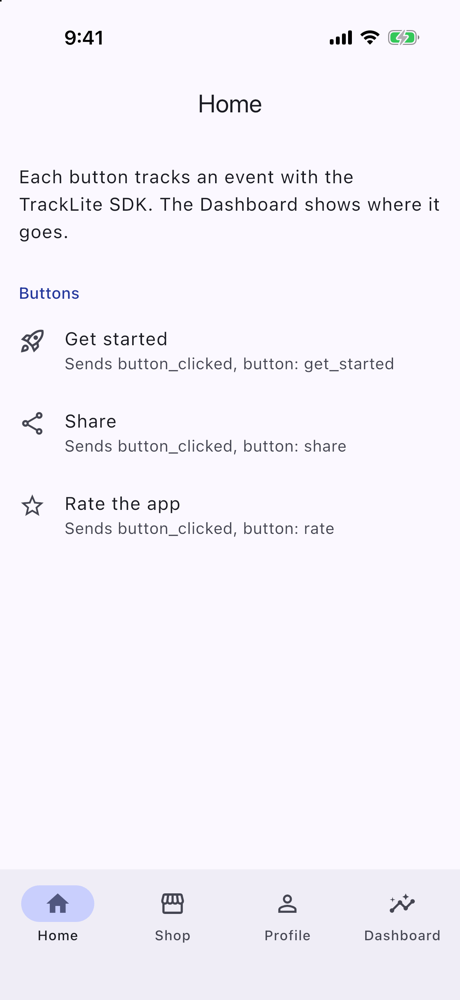 9:41
Home
Each button tracks an event with the
TrackLite SDK. The Dashboard shows where it
goes.
Buttons
Get started
Sends button_clicked, button: get_started
Share
Sends button_clicked, button: share
Rate the app
Sends button_clicked, button: rate
Home
Shop
Profile
Dashboard